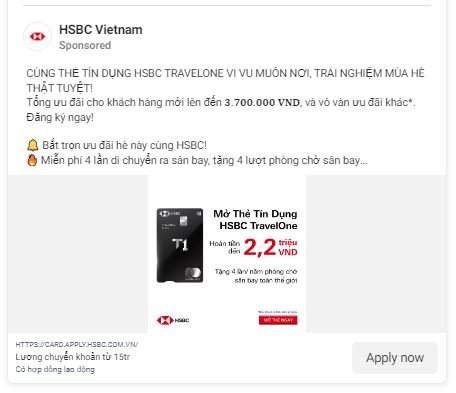 HSBC Vietnam
Sponsored
CÙNG THẺ TÍN DỤNG HSBC TRAVELONE VI VU MUÔN NƠI, TRẢI NGHIỆM MÙA HÈ
THẬT TUYỆT!
Tổng ưu đãi cho khách hàng mới lên đến 3.700.000 VND, và vô vàn ưu đãi khác*.
Đăng ký ngay!
🔔 Bắt trọn ưu đãi hè này cùng HSBC!
🔥 Miễn phí 4 lần di chuyển ra sân bay, tặng 4 lượt phòng chờ sân bay...
HSBC
T1
Mở Thẻ Tín Dụng
HSBC TravelOne
Hoàn tiền
đến
2,2 triệu
VND
Tặng 4 lần/ năm phòng chờ
sân bay toàn thế giới
HSBC
MỞ THẺ NGAY
HTTPS://CARD.APPLY.HSBC.COM.VN/
Lương chuyển khoản từ 15tr
Có hợp đồng lao động
Apply now